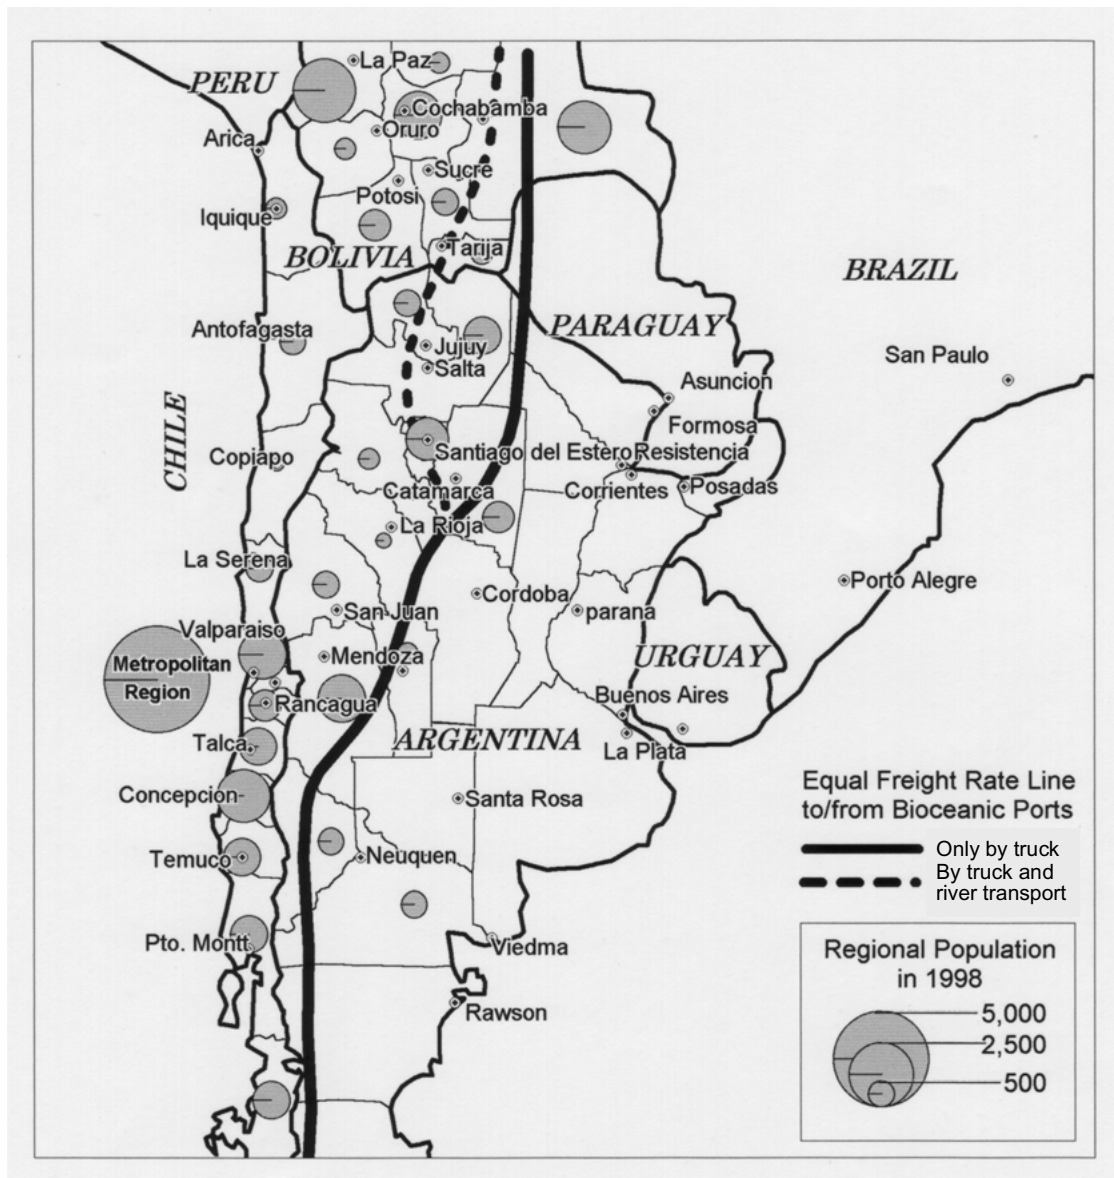 La Paz
PERU
Cochabamba
Oruro
Arica
Sucre
Potosi
Iquique
BOLIVIA
Tarija
BRAZIL
Antofagasta
PARAGUAY
Jujuy
San Paulo
Salta
Asuncion
CHILE
Formosa
Santiago del Estero
Resistencia
Copiapo
Catamarca
Corrientes
Posadas
La Rioja
La Serena
Cordoba
Porto Alegre
San Juan
parana
Valparaiso
Mendoza
URGUAY
Metropolitan
Region
Rancagua
Buenos Aires
Talca
ARGENTINA
La Plata
Concepcion
Santa Rosa
Equal Freight Rate Line
to/from Bioceanic Ports
Only by truck
By truck and
river transport
Temuco
Neuquen
Pto. Montt
Viedma
Rawson
Regional Population
in 1998
5,000
2,500
500